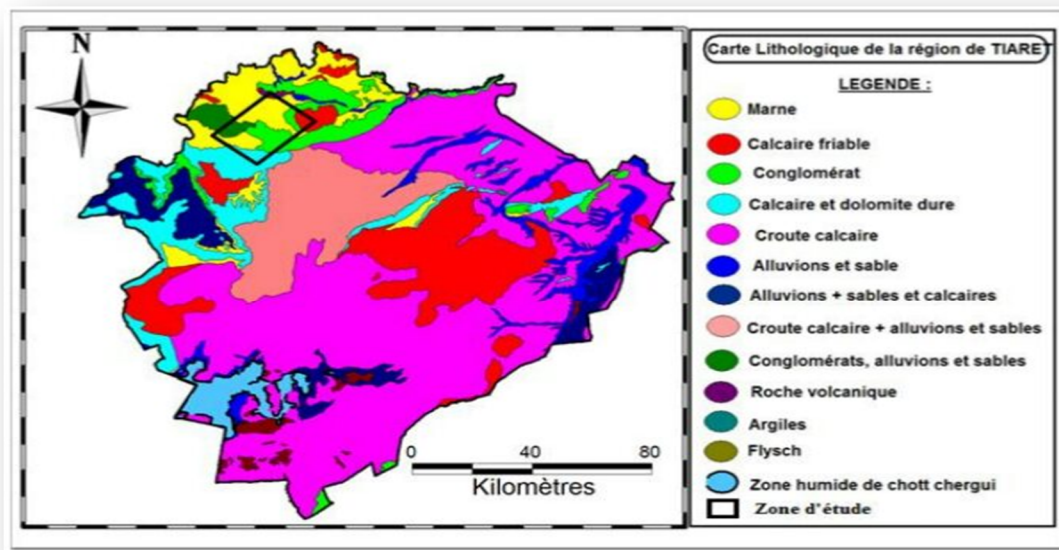 N
0 40 80
Kilomètres
Carte Lithologique de la région de TIARET
LEGENDE :
Marne
Calcaire friable
Conglomérat
Calcaire et dolomite dure
Croute calcaire
Alluvions et sable
Alluvions + sables et calcaires
Croute calcaire + alluvions et sables
Conglomérats, alluvions et sables
Roche volcanique
Argiles
Flysch
Zone humide de chott chergui
Zone d'étude